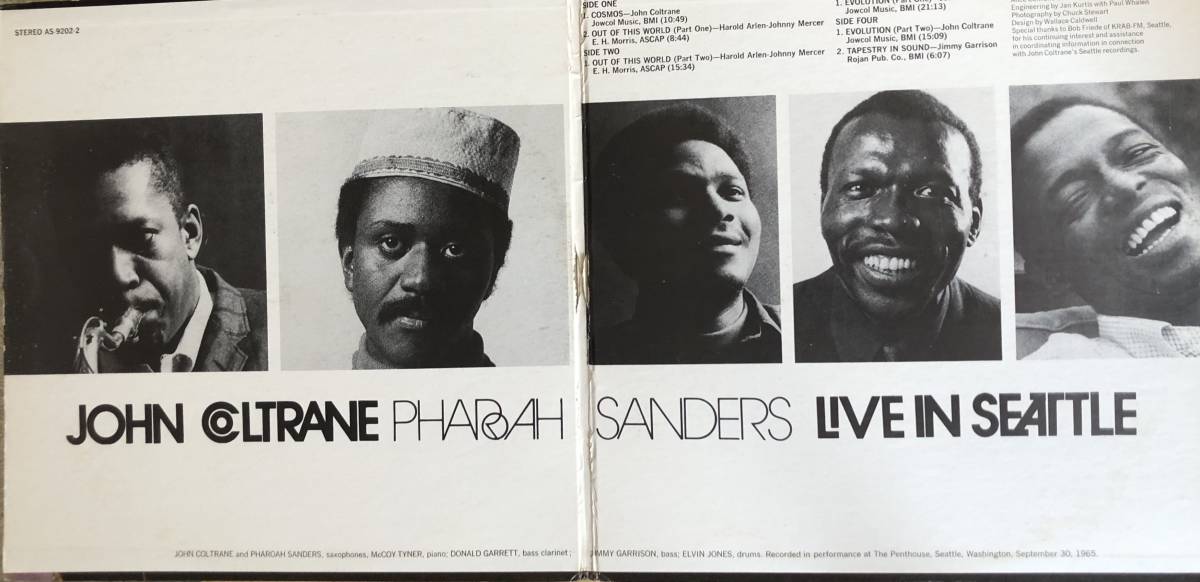 STEREO AS-9202-2
SIDE ONE
1. COSMOS—John Coltrane
Jowcol Music, BMI (10:49)
2. OUT OF THIS WORLD (Part One)—Harold Arlen-Johnny Mercer
E. H. Morris, ASCAP (8:44)
SIDE TWO
1. OUT OF THIS WORLD (Part Two)—Harold Arlen-Johnny Mercer
E. H. Morris, ASCAP (15:34)
1. EVOLUTION (Part One)—John Coltrane
Jowcol Music, BMI (21:13)
SIDE FOUR
1. EVOLUTION (Part Two)—John Coltrane
Jowcol Music, BMI (15:09)
2. TAPESTRY IN SOUND—Jimmy Garrison
Rojan Pub. Co., BMI (6:07)
Engineering by Jan Kurtis with Paul Whalen
Photography by Chuck Stewart
Design by Wallace Caldwell
Special thanks to Bob Friede of KRAB-FM, Seattle,
for his continuing interest and assistance
in coordinating information in connection
with John Coltrane's Seattle recordings.
JOHN COLTRANE PHAROAH SANDERS LIVE IN SEATTLE
JOHN COLTRANE and PHAROAH SANDERS, saxophones, McCOY TYNER, piano; DONALD GARRETT, bass clarinet; JIMMY GARRISON, bass; ELVIN JONES, drums. Recorded in performance at The Penthouse, Seattle, Washington, September 30, 1965.